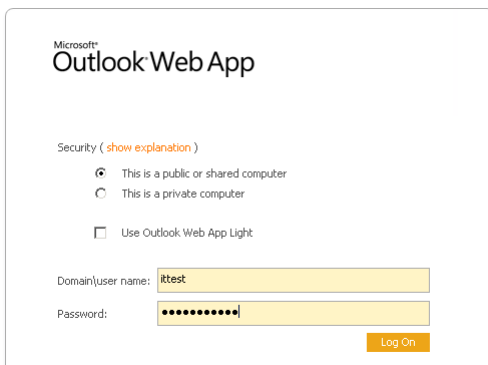 Microsoft®
Outlook Web App
Security ( show explanation )
This is a public or shared computer
This is a private computer
Use Outlook Web App Light
Domain\user name: ittest
Password: ●●●●●●●●●●●
Log On